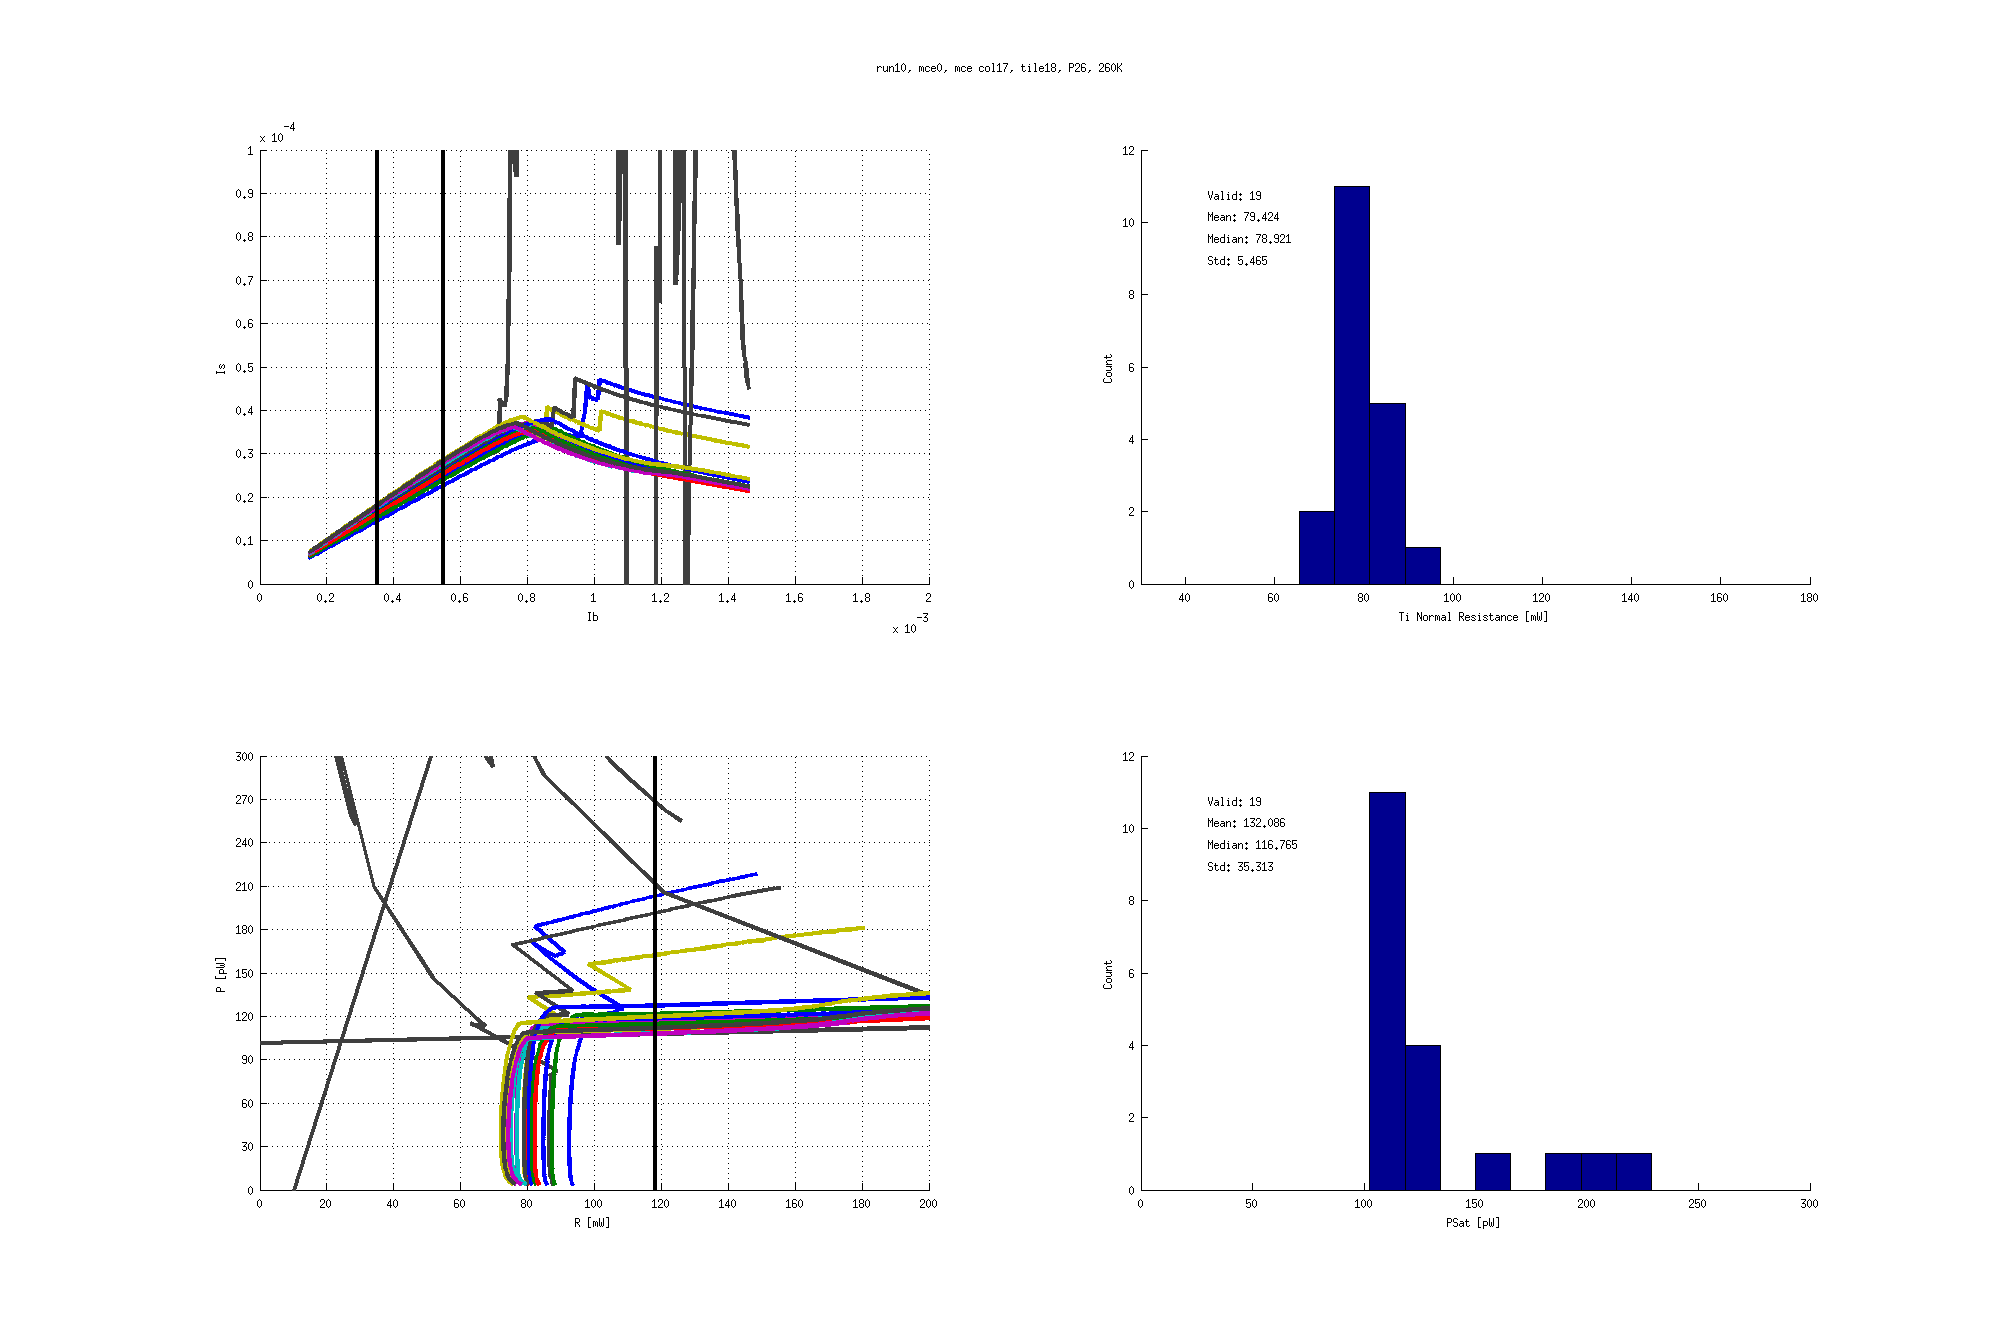 run10, mce0, mce col17, tile18, P26, 260K
x 10^-4
1
0.9
0.8
0.7
0.6
0.5
0.4
0.3
0.2
0.1
0
Is
0 0.2 0.4 0.6 0.8 1 1.2 1.4 1.6 1.8 2
Ib
x 10^-3
12
10
8
6
4
2
0
Count
Valid: 19
Mean: 79.424
Median: 78.921
Std: 5.465
40 60 80 100 120 140 160 180
Ti Normal Resistance [mW]
300
270
240
210
180
150
120
90
60
30
0
P [pW]
0 20 40 60 80 100 120 140 160 180 200
R [mW]
12
10
8
6
4
2
0
Count
Valid: 19
Mean: 132.086
Median: 116.765
Std: 35.313
0 50 100 150 200 250 300
PSat [pW]